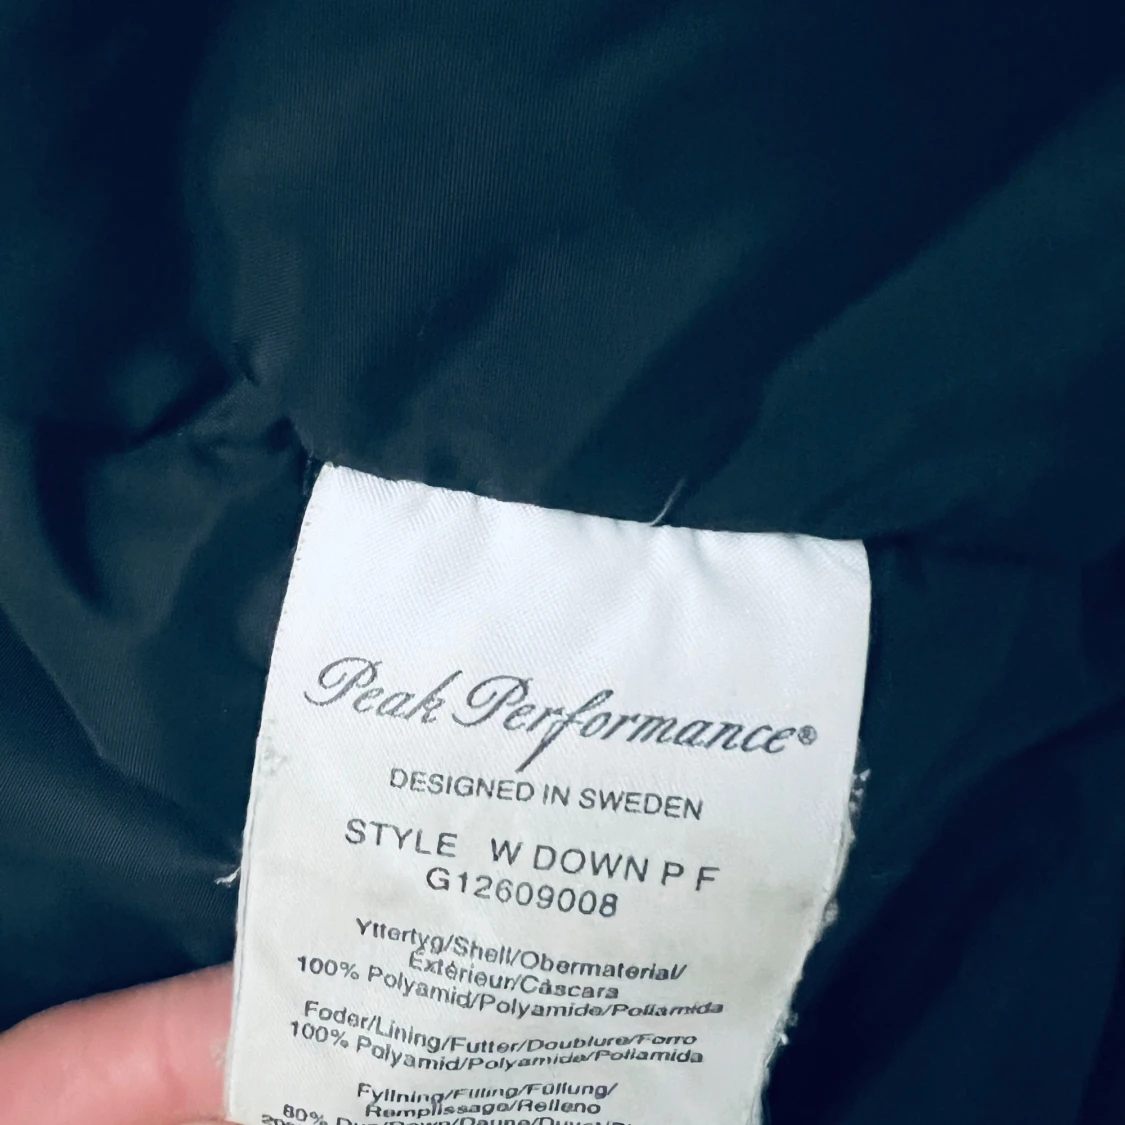 Peak Performance®
DESIGNED IN SWEDEN
STYLE W DOWN P F
G12609008
Yttertyg/Shell/Obermaterial/
Extérieur/Càscara
100% Polyamid/Polyamide/Poliamida
Foder/Lining/Futter/Doublure/Forro
100% Polyamid/Polyamide/Poliamida
Fyllning/Filling/Füllung/
Remplissage/Relleno
80%